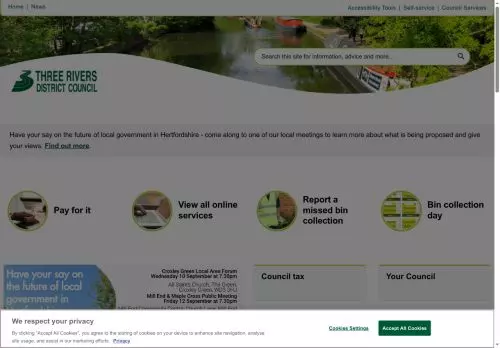 Home | News
Accessibility Tools | Self-service | Council Services
Search this site for information, advice and more...
THREE RIVERS
DISTRICT COUNCIL
Have your say on the future of local government in Hertfordshire - come along to one of our local meetings to learn more about what is being proposed and give
your views. Find out more.
Pay for it
View all online
services
Report a
missed bin
collection
Bin collection
day
Have your say on
the future of local
government in
Croxley Green Local Area Forum
Wednesday 10 September at 7.30pm
All Saints Church, The Green,
Croxley Green, WD3 3HJ
Mill End & Maple Cross Public Meeting
Friday 12 September at 7.30pm
Council tax
Your Council
We respect your privacy
By clicking "Accept All Cookies", you agree to the storing of cookies on your device to enhance site navigation, analyse
site usage, and assist in our marketing efforts. Privacy
Cookies Settings
Accept All Cookies